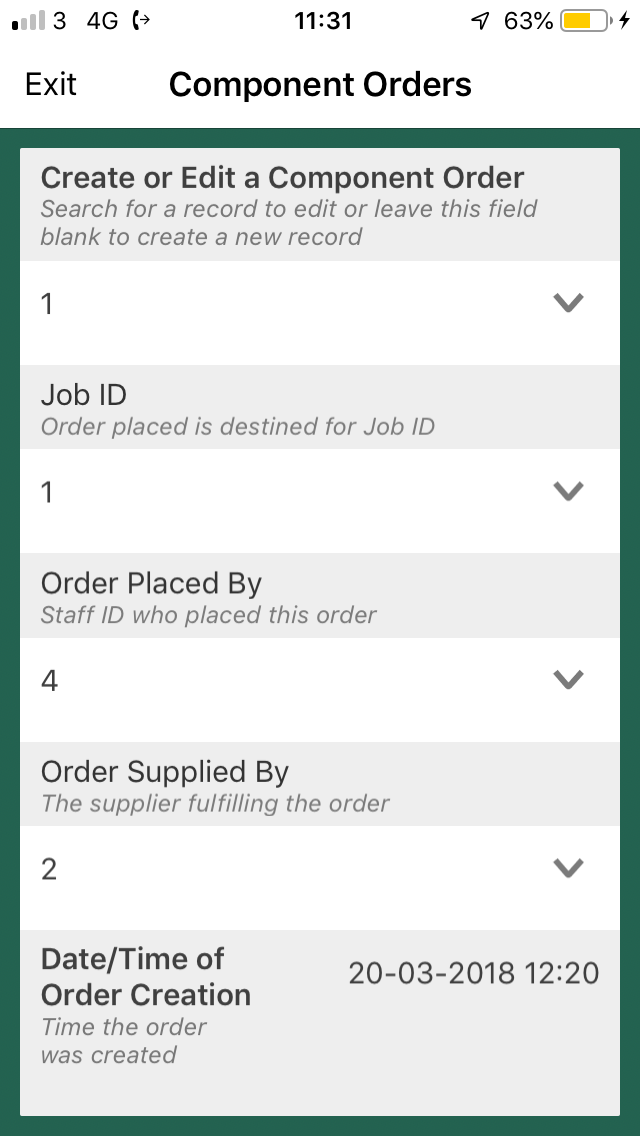 3 4G 11:31 63%
Exit Component Orders
Create or Edit a Component Order
Search for a record to edit or leave this field
blank to create a new record
1
Job ID
Order placed is destined for Job ID
1
Order Placed By
Staff ID who placed this order
4
Order Supplied By
The supplier fulfilling the order
2
Date/Time of
Order Creation
20-03-2018 12:20
Time the order
was created